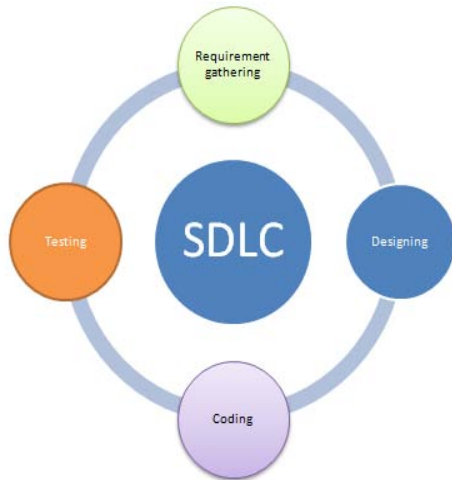 Requirement
gathering
Testing
SDLC
Designing
Coding